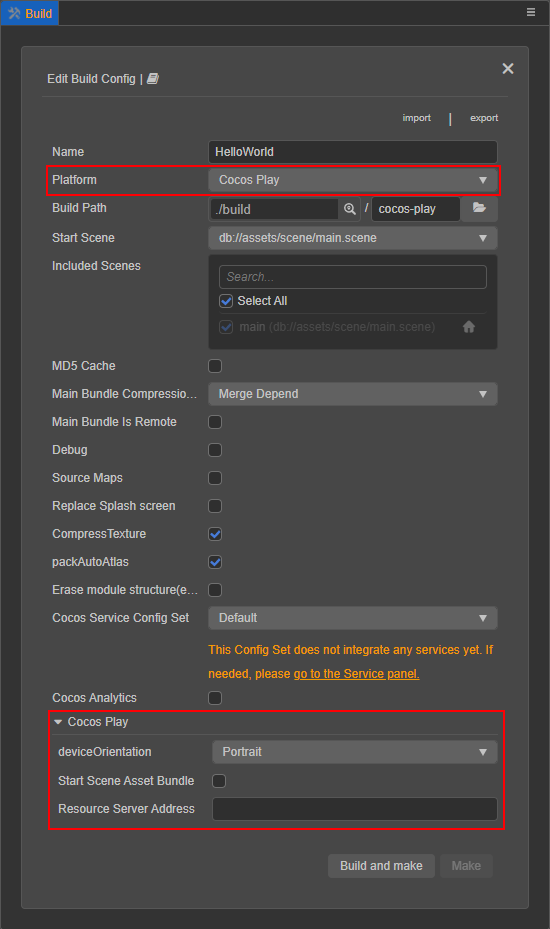 Build
Edit Build Config |
import | export
Name HelloWorld
Platform Cocos Play
Build Path ./build / cocos-play
Start Scene db://assets/scene/main.scene
Included Scenes
Search...
Select All
main (db://assets/scene/main.scene)
MD5 Cache
Main Bundle Compressio... Merge Depend
Main Bundle Is Remote
Debug
Source Maps
Replace Splash screen
CompressTexture
packAutoAtlas
Erase module structure(e...
Cocos Service Config Set Default
This Config Set does not integrate any services yet. If
needed, please go to the Service panel.
Cocos Analytics
Cocos Play
deviceOrientation Portrait
Start Scene Asset Bundle
Resource Server Address
Build and make Make